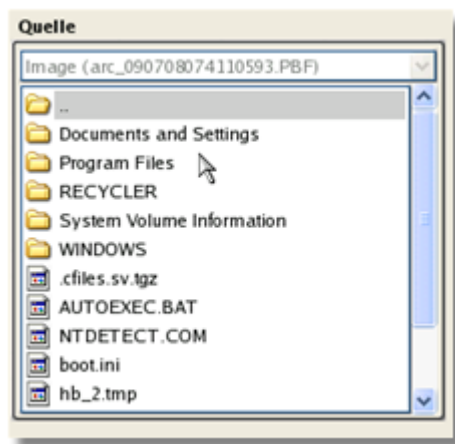 Quelle
Image (arc_090708074110593.PBF)
..
Documents and Settings
Program Files
RECYCLER
System Volume Information
WINDOWS
.cfiles.sv.tgz
AUTOEXEC.BAT
NTDETECT.COM
boot.ini
hb_2.tmp